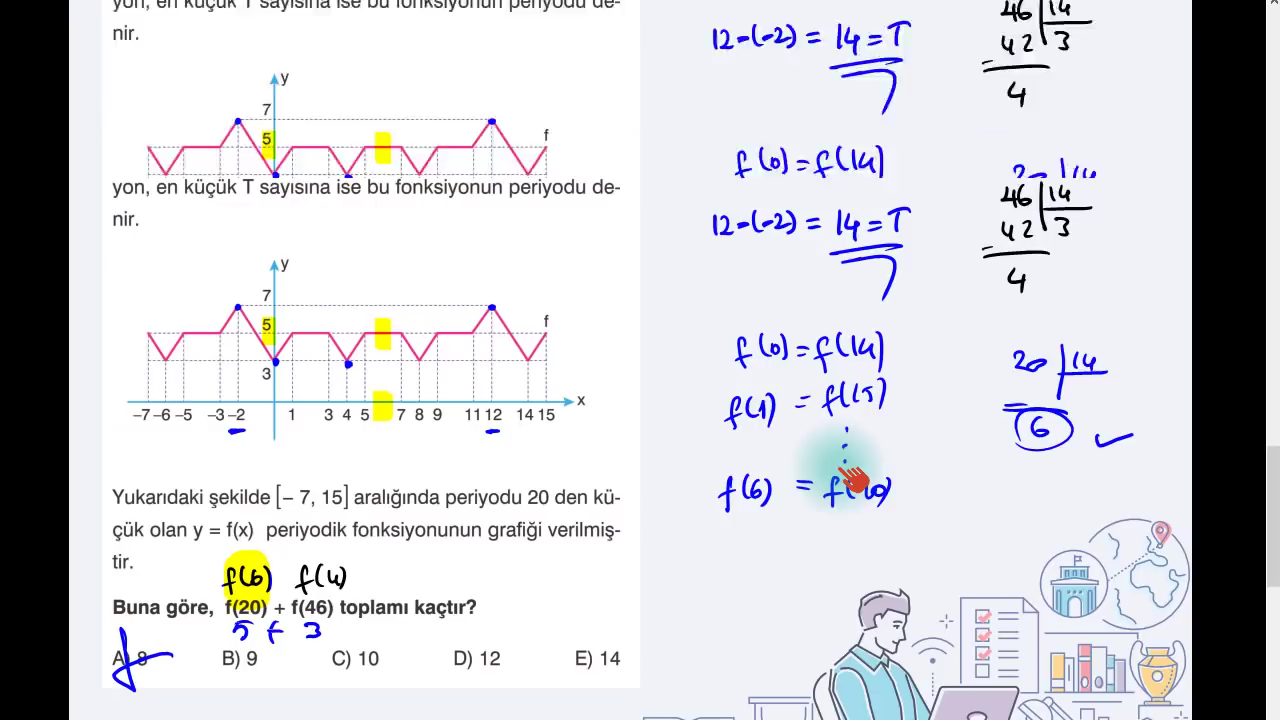 yon, en küçük T sayısına ise bu fonksiyonun periyodu de-
nir.
y
7
5
f
yon, en küçük T sayısına ise bu fonksiyonun periyodu de-
nir.
y
7
5
f
3
x
-7 -6 -5 -3 -2 1 3 4 5 7 8 9 11 12 14 15
Yukarıdaki şekilde [- 7, 15] aralığında periyodu 20 den kü-
çük olan y = f(x) periyodik fonksiyonunun grafiği verilmiş-
tir.
f(6) f(4)
Buna göre, f(20) + f(46) toplamı kaçtır?
5 + 3
A) 8 B) 9 C) 10 D) 12 E) 14
12-(-2) = 14 = T
f(0) = f(14)
12-(-2) = 14 = T
f(0) = f(14)
f(1) = f(15)
f(6) = f(20)
46 14
42 3
4
20 14
46 14
42 3
4
20 14
6